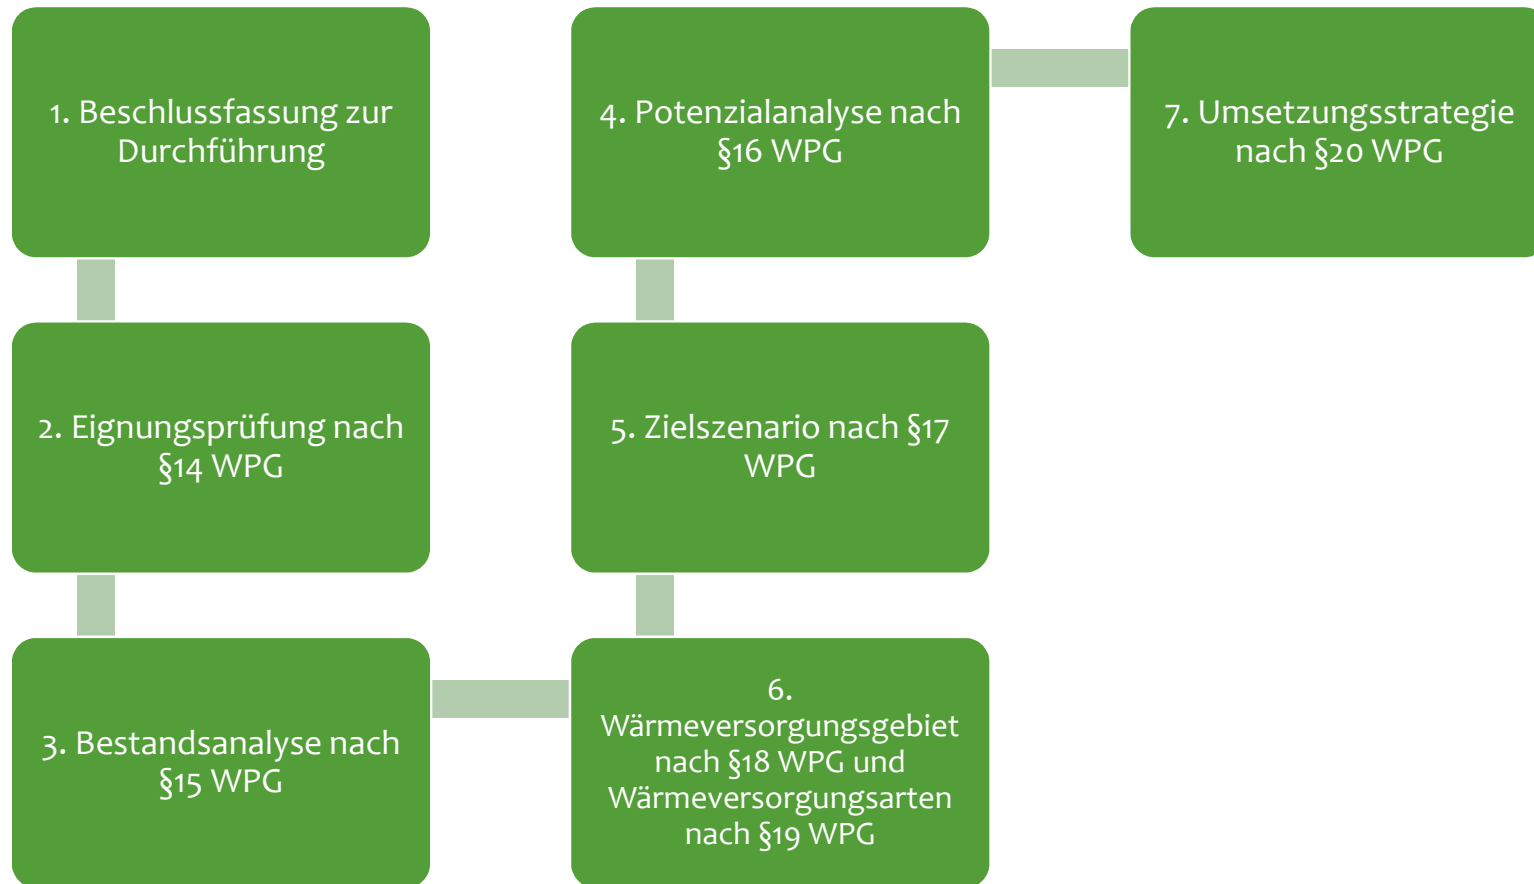 1. Beschlussfassung zur
Durchführung
2. Eignungsprüfung nach
§14 WPG
3. Bestandsanalyse nach
§15 WPG
4. Potenzialanalyse nach
§16 WPG
5. Zielszenario nach §17
WPG
6.
Wärmeversorgungsgebiet
nach §18 WPG und
Wärmeversorgungsarten
nach §19 WPG
7. Umsetzungsstrategie
nach §20 WPG